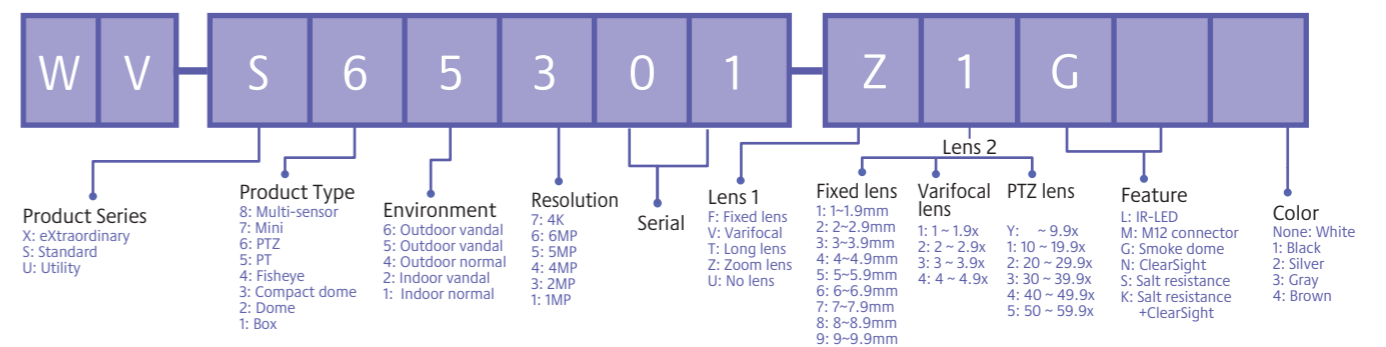 W V S 6 5 3 0 1 Z 1 G
Product Series
X: eXtraordinary
S: Standard
U: Utility
Product Type
8: Multi-sensor
7: Mini
6: PTZ
5: PT
4: Fisheye
3: Compact dome
2: Dome
1: Box
Environment
6: Outdoor vandal
5: Outdoor vandal
4: Outdoor normal
2: Indoor vandal
1: Indoor normal
Resolution
7: 4K
6: 6MP
5: 5MP
4: 4MP
3: 2MP
1: 1MP
Serial
Lens 1
F: Fixed lens
V: Varifocal
T: Long lens
Z: Zoom lens
U: No lens
Lens 2
Fixed lens
1: 1~1.9mm
2: 2~2.9mm
3: 3~3.9mm
4: 4~4.9mm
5: 5~5.9mm
6: 6~6.9mm
7: 7~7.9mm
8: 8~8.9mm
9: 9~9.9mm
Varifocal
lens
1: 1 ~ 1.9x
2: 2 ~ 2.9x
3: 3 ~ 3.9x
4: 4 ~ 4.9x
PTZ lens
Y: ~ 9.9x
1: 10 ~ 19.9x
2: 20 ~ 29.9x
3: 30 ~ 39.9x
4: 40 ~ 49.9x
5: 50 ~ 59.9x
Feature
L: IR-LED
M: M12 connector
G: Smoke dome
N: ClearSight
S: Salt resistance
K: Salt resistance
+ClearSight
Color
None: White
1: Black
2: Silver
3: Gray
4: Brown